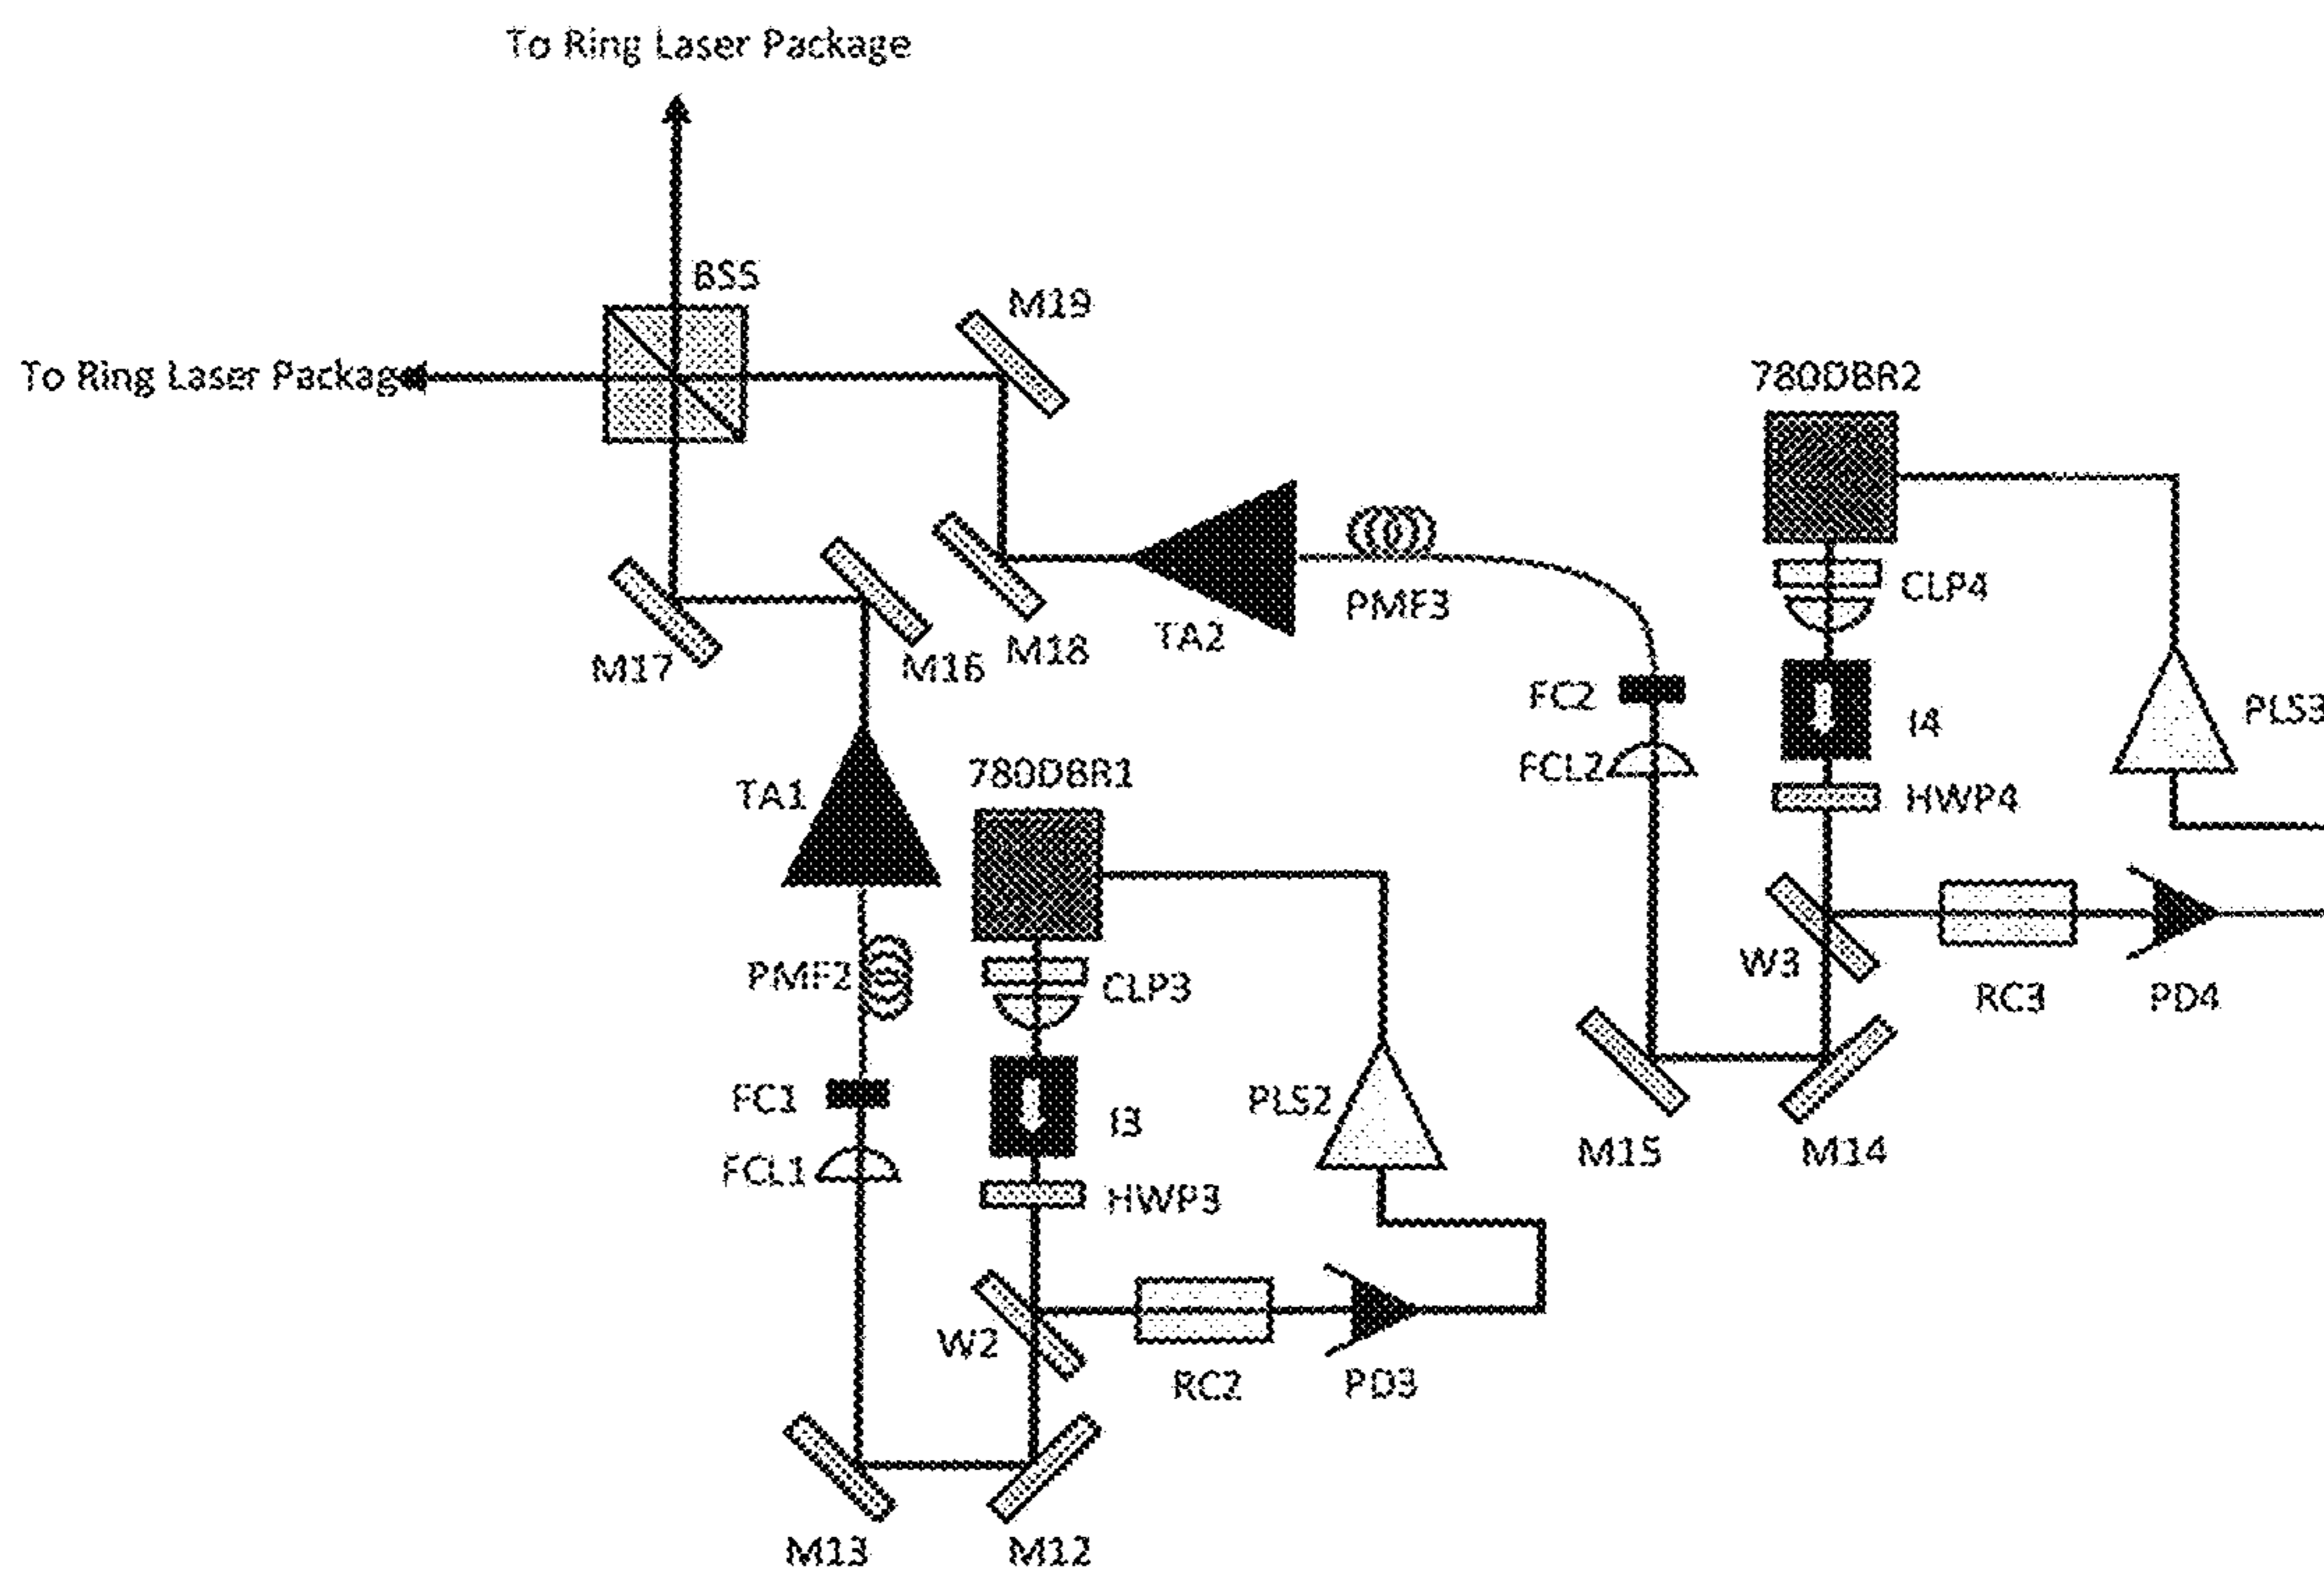 To Ring Laser Package
BS5
M19
To Ring Laser Package
780DBR2
CLP4
PMF3
TA2
M18
M17
M16
FC2
I4
PLS3
FCL2
780DBR1
TA1
HWP4
PMF2
CLP3
W3
RC3
PD4
FC1
I3
PLS2
M15
M14
FCL1
HWP3
W2
RC2
PD3
M13
M12